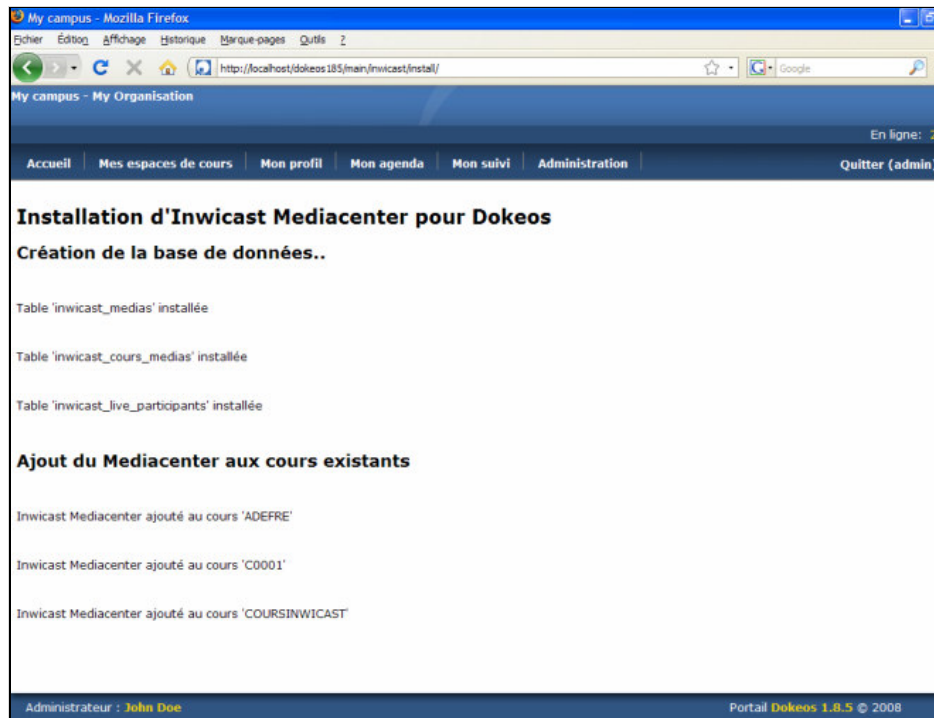 My campus - Mozilla Firefox
Fichier Édition Affichage Historique Marque-pages Outils ?
http://localhost/dokeos185/main/inwicast/install/ Google
My campus - My Organisation
En ligne: 2
Accueil Mes espaces de cours Mon profil Mon agenda Mon suivi Administration Quitter (admin)
Installation d'Inwicast Mediacenter pour Dokeos
Création de la base de données..
Table 'inwicast_medias' installée
Table 'inwicast_cours_medias' installée
Table 'inwicast_live_participants' installée
Ajout du Mediacenter aux cours existants
Inwicast Mediacenter ajouté au cours 'ADEFRE'
Inwicast Mediacenter ajouté au cours 'C0001'
Inwicast Mediacenter ajouté au cours 'COURSINWICAST'
Administrateur : John Doe Portail Dokeos 1.8.5 © 2008